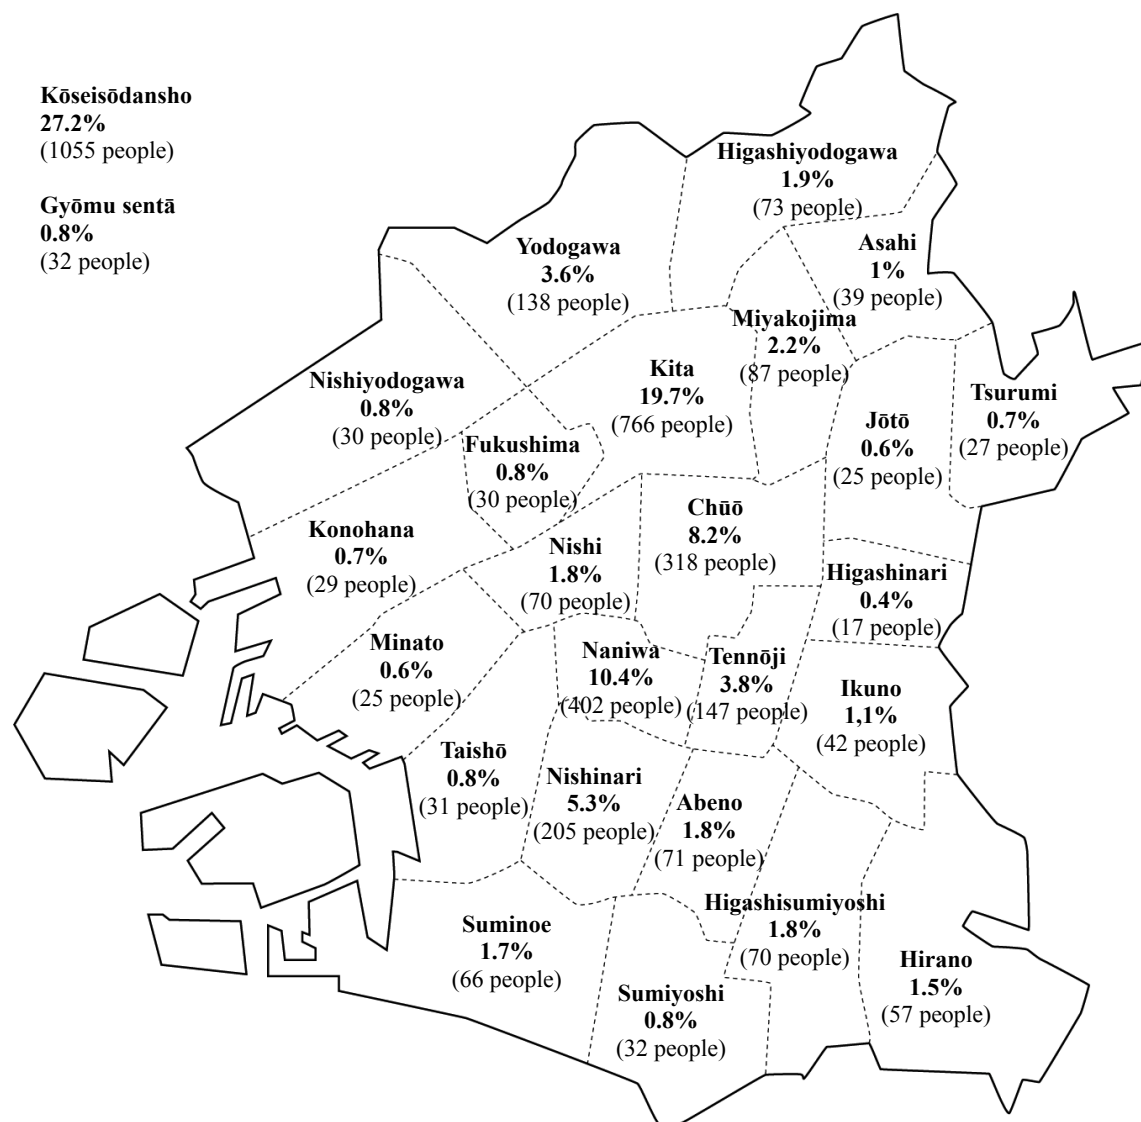 Kōseisōdansho
27.2%
(1055 people)
Gyōmu sentā
0.8%
(32 people)
Higashiyodogawa
1.9%
(73 people)
Yodogawa
3.6%
(138 people)
Asahi
1%
(39 people)
Miyakojima
2.2%
(87 people)
Kita
19.7%
(766 people)
Nishiyodogawa
0.8%
(30 people)
Tsurumi
0.7%
(27 people)
Jōtō
0.6%
(25 people)
Fukushima
0.8%
(30 people)
Chūō
8.2%
(318 people)
Konohana
0.7%
(29 people)
Nishi
1.8%
(70 people)
Higashinari
0.4%
(17 people)
Minato
0.6%
(25 people)
Naniwa
10.4%
(402 people)
Tennōji
3.8%
(147 people)
Ikuno
1,1%
(42 people)
Taishō
0.8%
(31 people)
Nishinari
5.3%
(205 people)
Abeno
1.8%
(71 people)
Higashisumiyoshi
1.8%
(70 people)
Suminoe
1.7%
(66 people)
Hirano
1.5%
(57 people)
Sumiyoshi
0.8%
(32 people)